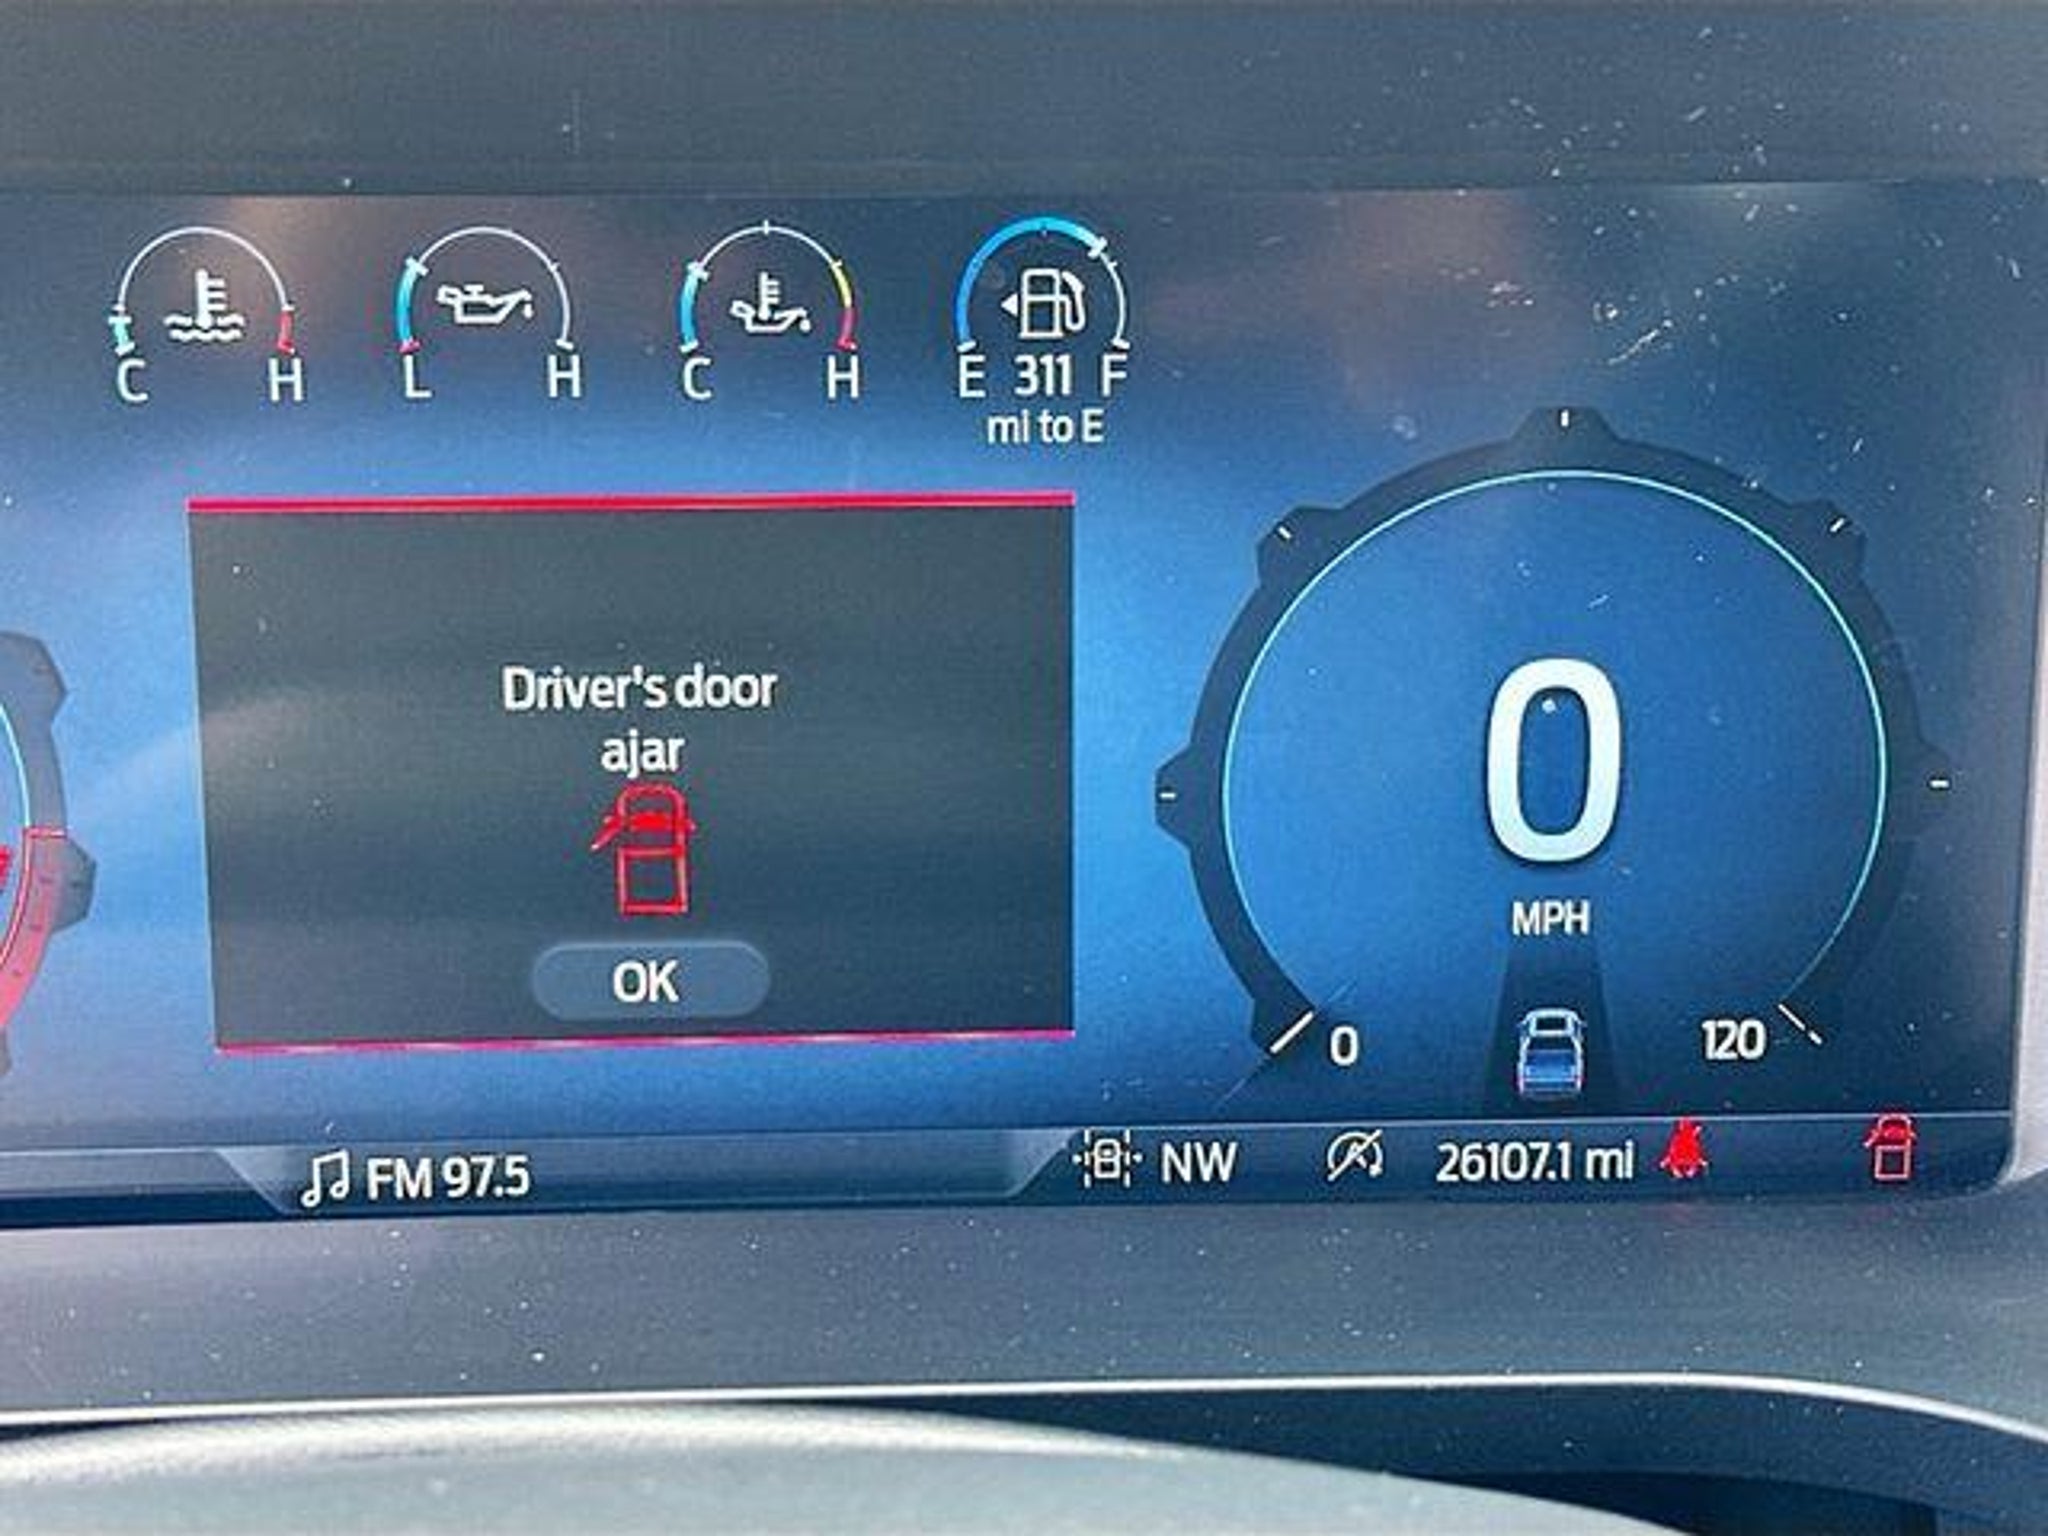 C H L H C H E 311 F
mi to E
Driver's door
ajar
OK
0
MPH
0 120
FM 97.5 NW 26107.1 mi